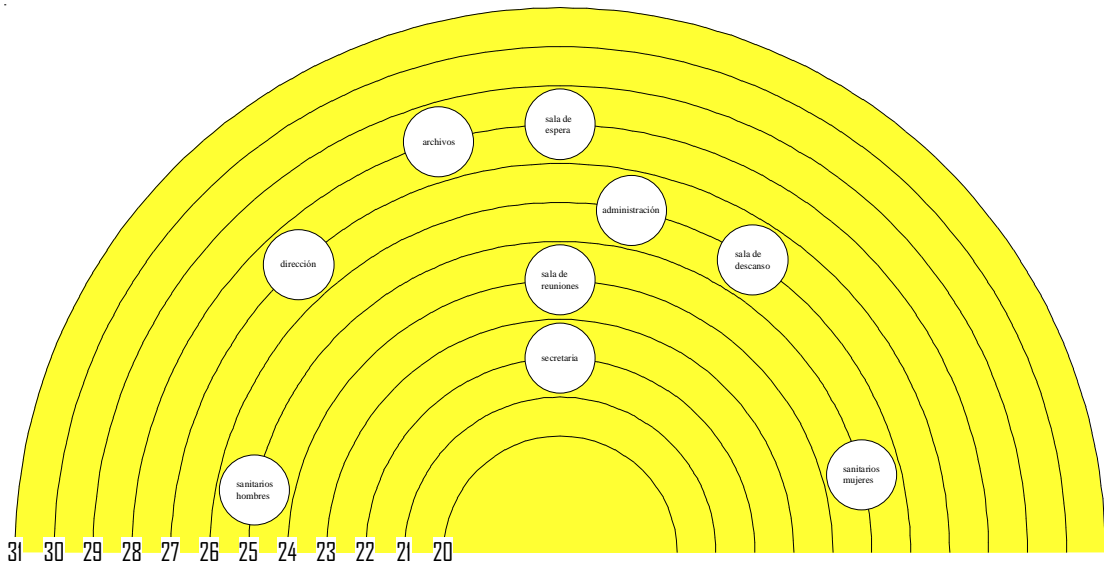 sala de
espera
archivos
administración
sala de
descanso
dirección
sala de
reuniones
secretaria
sanitarios
mujeres
sanitarios
hombres
31 30 29 28 27 26 25 24 23 22 21 20